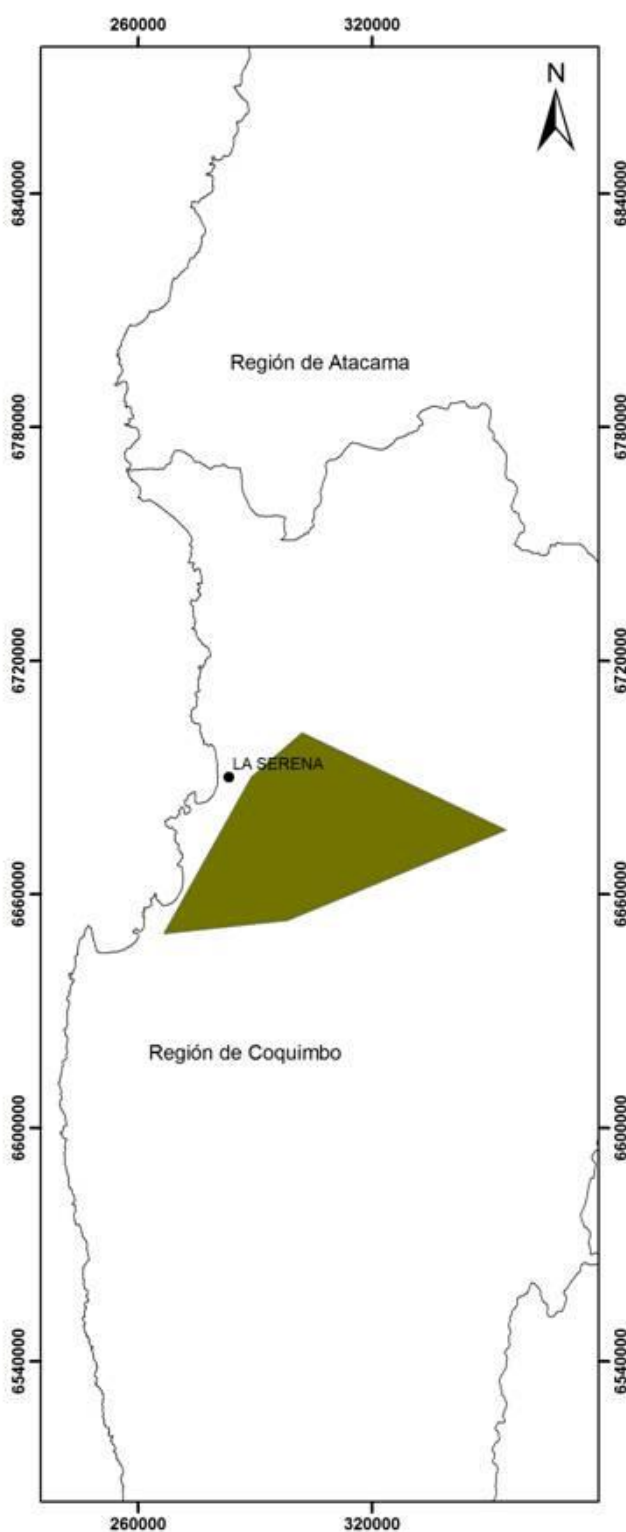 260000 320000
N
6840000 6840000
Región de Atacama
6780000 6780000
6720000 6720000
LA SERENA
6660000 6660000
Región de Coquimbo
6600000 6600000
6540000 6540000
260000 320000